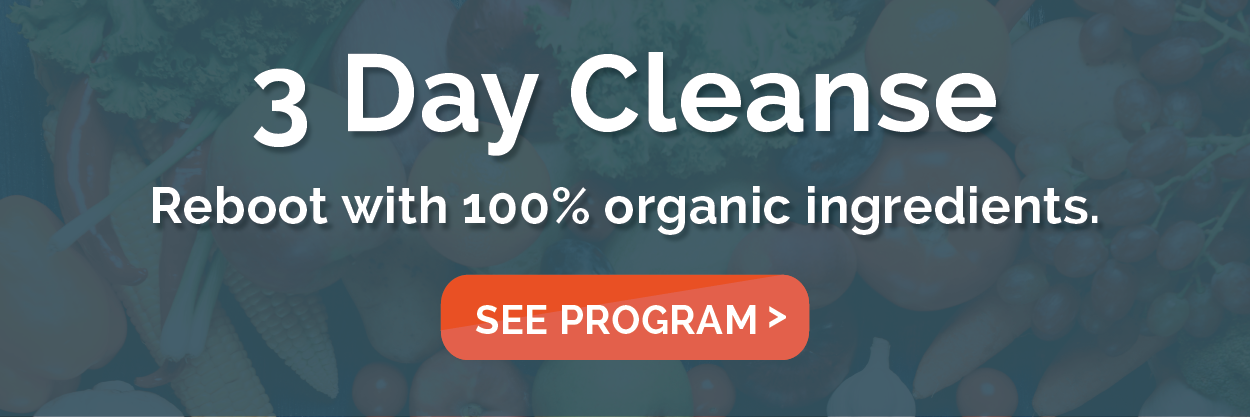 3 Day Cleanse
Reboot with 100% organic ingredients.
SEE PROGRAM >